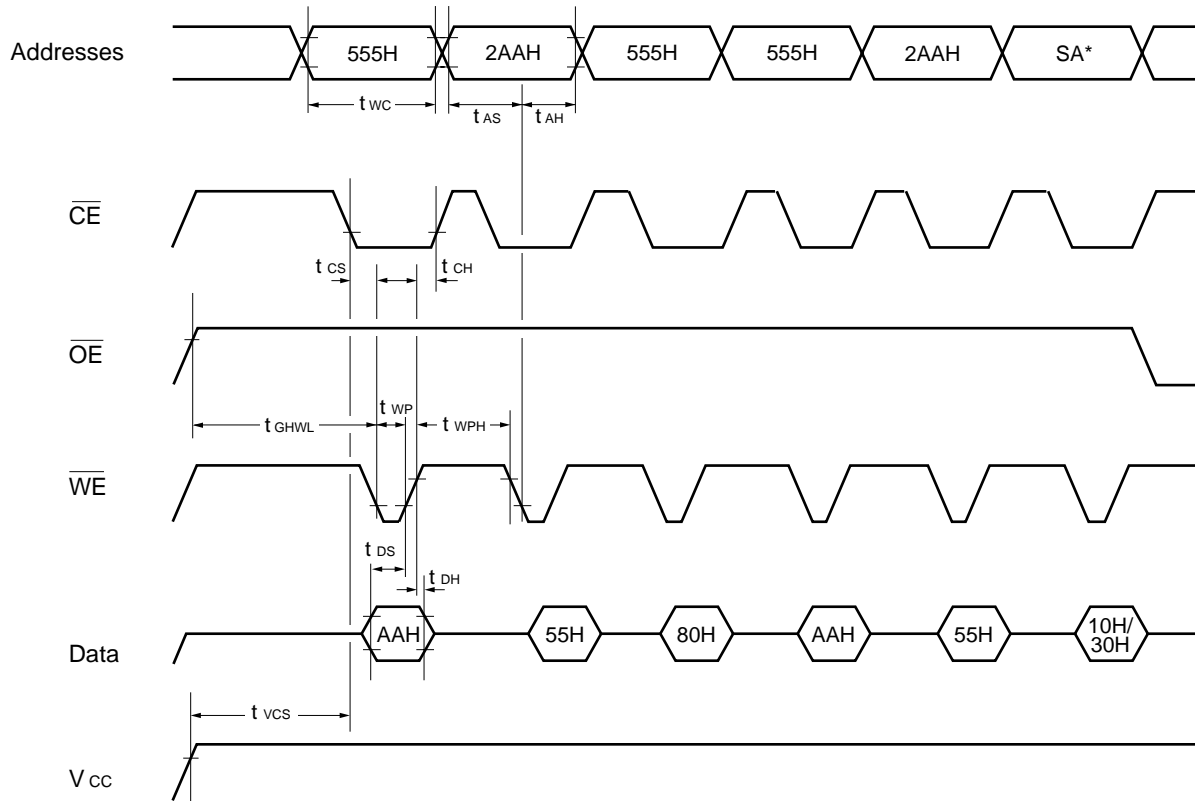 Addresses
555H 2AAH 555H 555H 2AAH SA*
t WC t AS t AH
CE
t CS t CH
OE
t GHWL t WP t WPH
WE
t DS t DH
Data
AAH 55H 80H AAH 55H 10H/
30H
t VCS
V CC